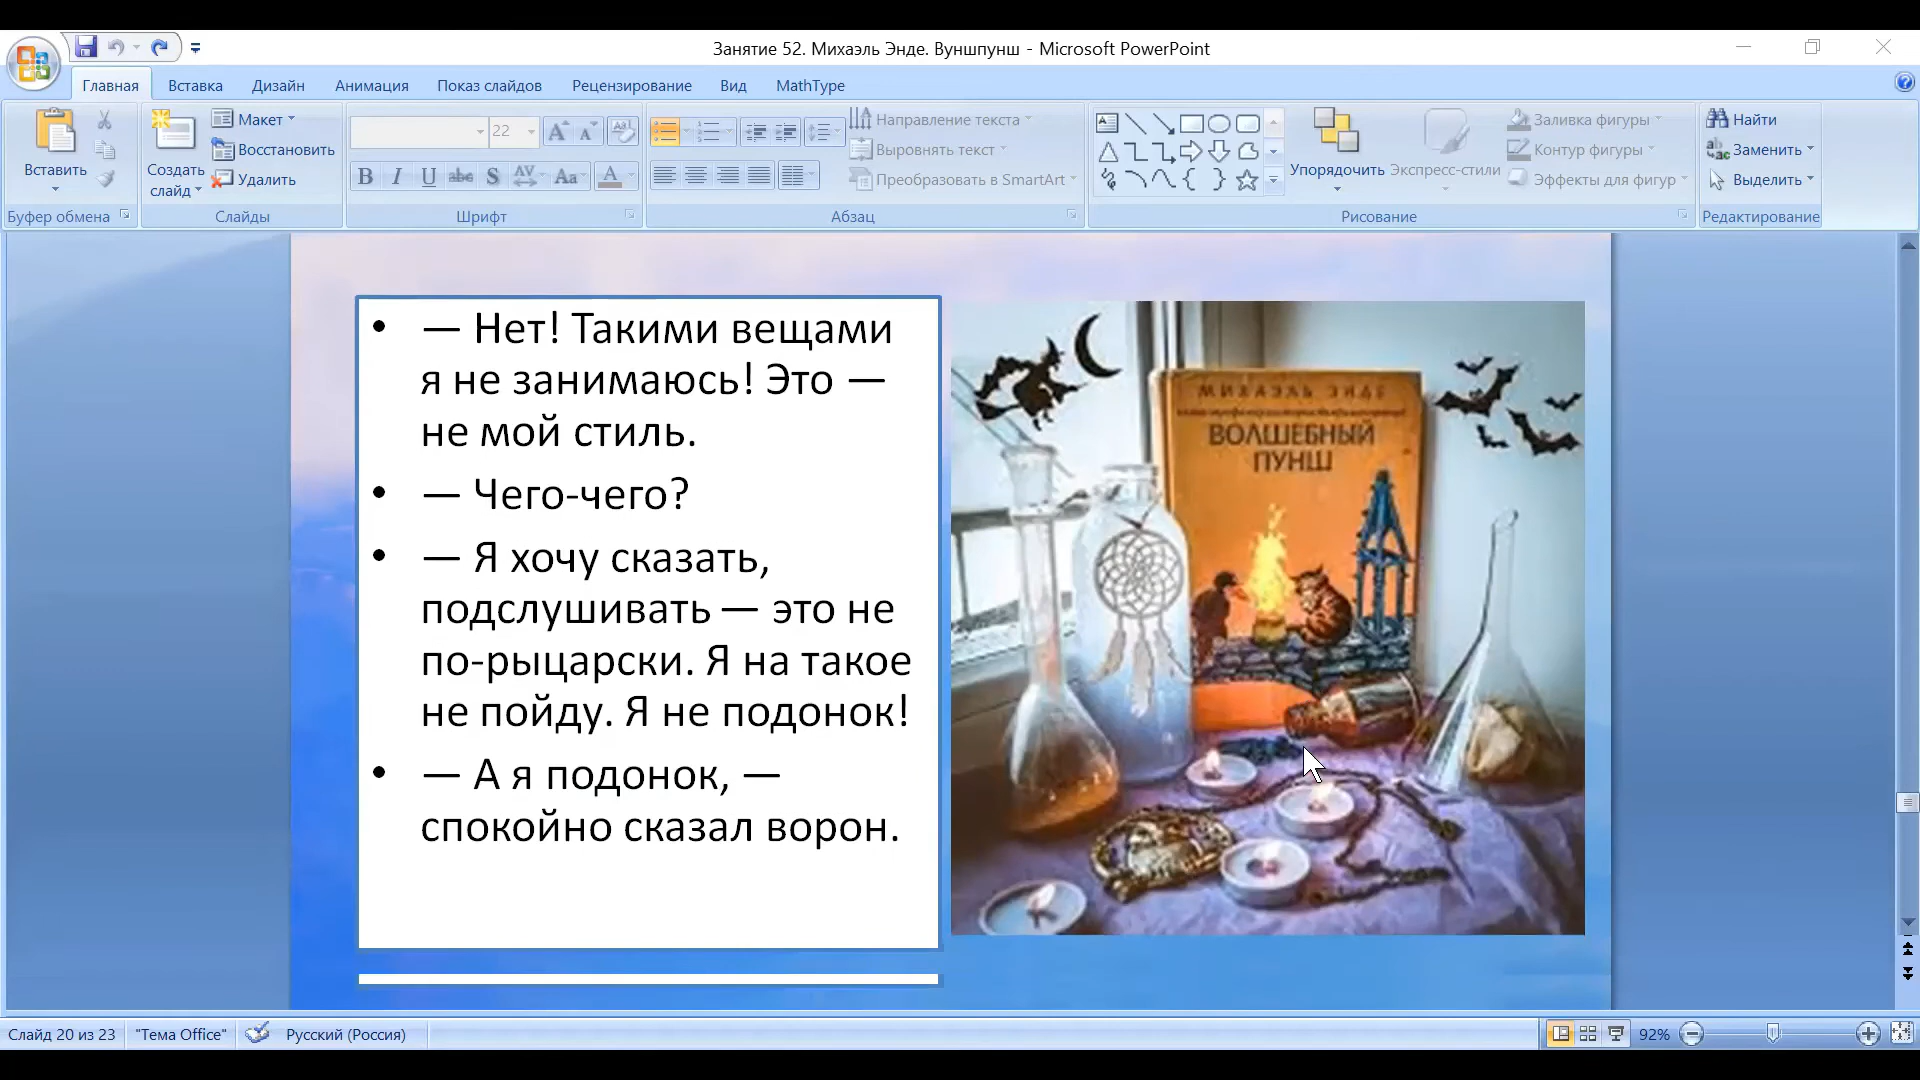 Занятие 52. Михаэль Энде. Вуншпунш - Microsoft PowerPoint
Главная Вставка Дизайн Анимация Показ слайдов Рецензирование Вид MathType
Вставить
Буфер обмена
Создать слайд
Макет
Восстановить
Удалить
Слайды
22
Шрифт
Направление текста
Выровнять текст
Преобразовать в SmartArt
Абзац
Упорядочить
Экспресс-стили
Заливка фигуры
Контур фигуры
Эффекты для фигур
Рисование
Найти
Заменить
Выделить
Редактирование
• — Нет! Такими вещами
я не занимаюсь! Это —
не мой стиль.
• — Чего-чего?
• — Я хочу сказать,
подслушивать — это не
по-рыцарски. Я на такое
не пойду. Я не подонок!
• — А я подонок, —
спокойно сказал ворон.
МИХАЭЛЬ ЭНДЕ
ВОЛШЕБНЫЙ
ПУНШ
Слайд 20 из 23 "Тема Office" Русский (Россия) 92%